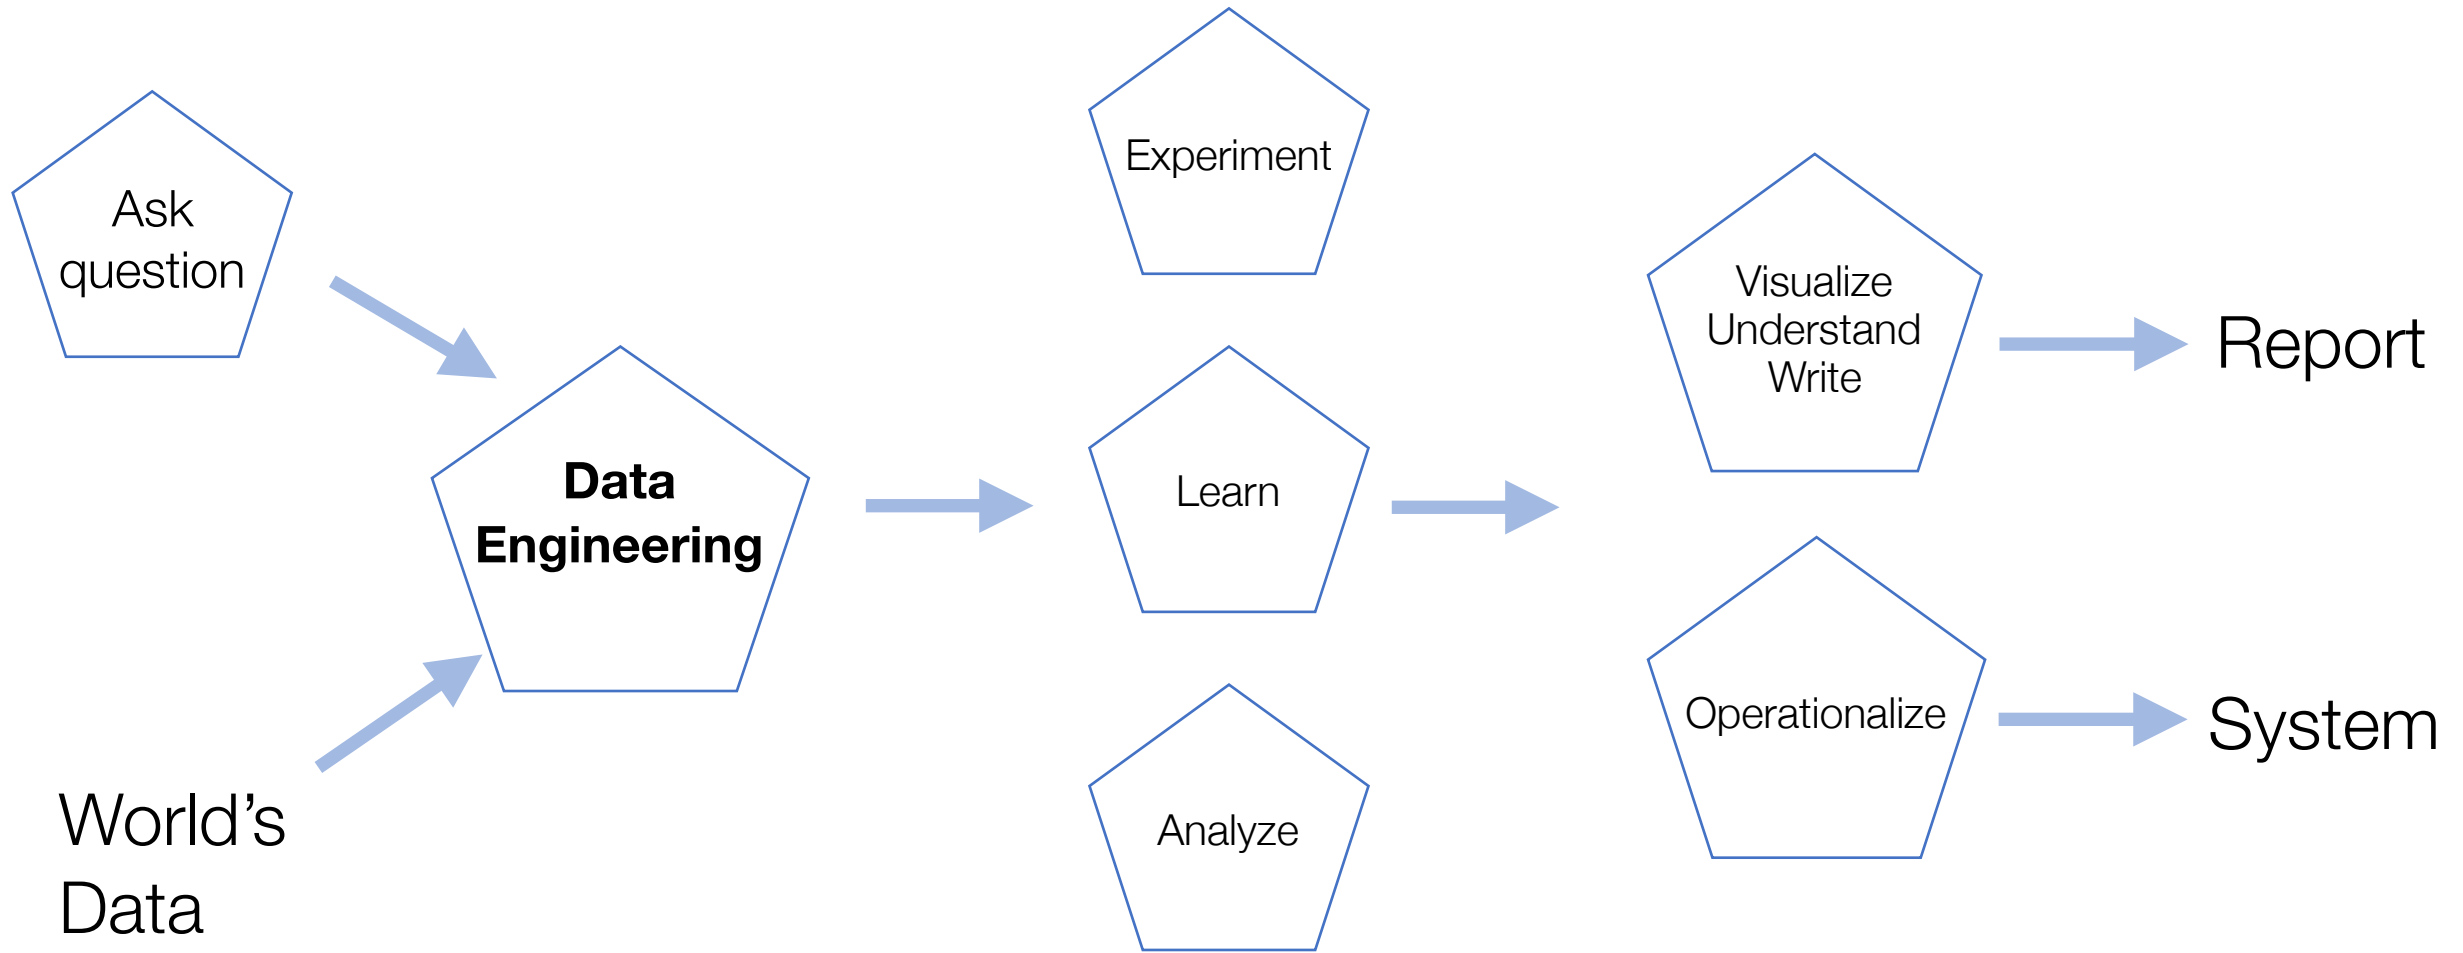 Ask
question
World's
Data
Data
Engineering
Experiment
Learn
Analyze
Visualize
Understand
Write
Operationalize
Report
System